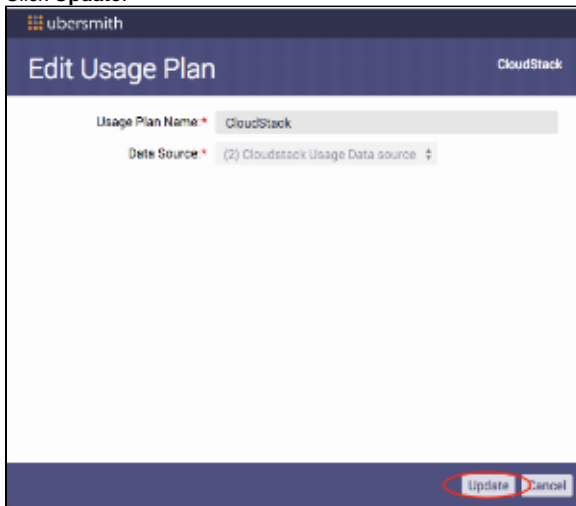 Click Update.
ubersmith
Edit Usage Plan
CloudStack
Usage Plan Name:* CloudStack
Data Source:* (2) Cloudstack Usage Data source
Update Cancel